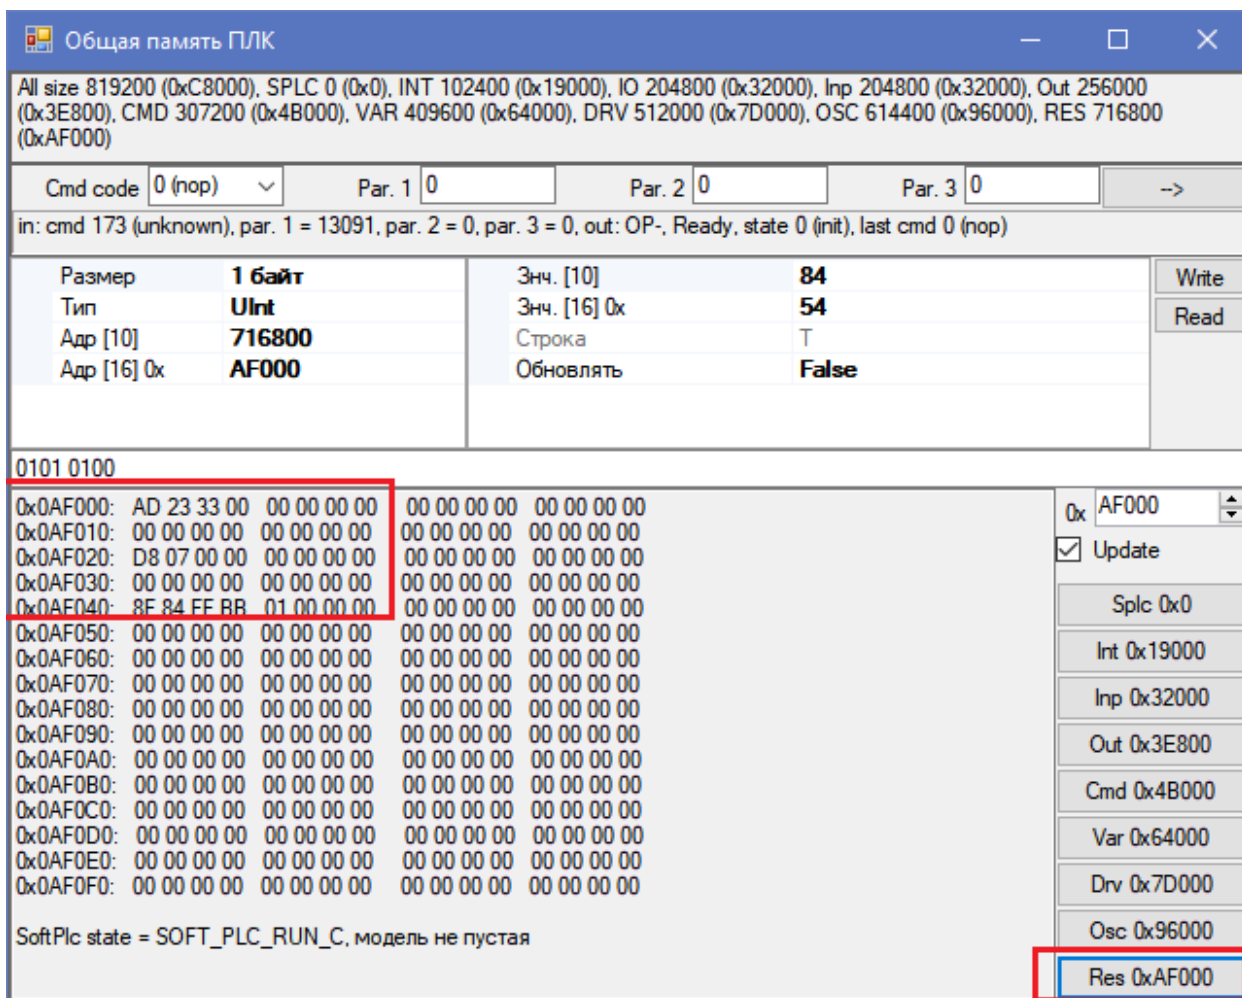 Общая память ПЛК
All size 819200 (0xC8000), SPLC 0 (0x0), INT 102400 (0x19000), IO 204800 (0x32000), Inp 204800 (0x32000), Out 256000
(0x3E800), CMD 307200 (0x4B000), VAR 409600 (0x64000), DRV 512000 (0x7D000), OSC 614400 (0x96000), RES 716800
(0xAF000)
Cmd code 0 (nop) Par. 1 0 Par. 2 0 Par. 3 0 -->
in: cmd 173 (unknown), par. 1 = 13091, par. 2 = 0, par. 3 = 0, out: OP-, Ready, state 0 (init), last cmd 0 (nop)
Размер 1 байт Знч. [10] 84 Write
Тип UInt Знч. [16] 0x 54 Read
Адр [10] 716800 Строка T
Адр [16] 0x AF000 Обновлять False
0101 0100
0x0AF000: AD 23 33 00 00 00 00 00 00 00 00 00 00 00 00 00 0x AF000
0x0AF010: 00 00 00 00 00 00 00 00 00 00 00 00 00 00 00 00
0x0AF020: D8 07 00 00 00 00 00 00 00 00 00 00 00 00 00 00 Update
0x0AF030: 00 00 00 00 00 00 00 00 00 00 00 00 00 00 00 00
0x0AF040: 8F 84 FF BB 01 00 00 00 00 00 00 00 00 00 00 00 Splc 0x0
0x0AF050: 00 00 00 00 00 00 00 00 00 00 00 00 00 00 00 00
0x0AF060: 00 00 00 00 00 00 00 00 00 00 00 00 00 00 00 00 Int 0x19000
0x0AF070: 00 00 00 00 00 00 00 00 00 00 00 00 00 00 00 00
0x0AF080: 00 00 00 00 00 00 00 00 00 00 00 00 00 00 00 00 Inp 0x32000
0x0AF090: 00 00 00 00 00 00 00 00 00 00 00 00 00 00 00 00
0x0AF0A0: 00 00 00 00 00 00 00 00 00 00 00 00 00 00 00 00 Out 0x3E800
0x0AF0B0: 00 00 00 00 00 00 00 00 00 00 00 00 00 00 00 00
0x0AF0C0: 00 00 00 00 00 00 00 00 00 00 00 00 00 00 00 00 Cmd 0x4B000
0x0AF0D0: 00 00 00 00 00 00 00 00 00 00 00 00 00 00 00 00 Var 0x64000
0x0AF0E0: 00 00 00 00 00 00 00 00 00 00 00 00 00 00 00 00
0x0AF0F0: 00 00 00 00 00 00 00 00 00 00 00 00 00 00 00 00 Drv 0x7D000
SoftPlc state = SOFT_PLC_RUN_C, модель не пустая Osc 0x96000
Res 0xAF000